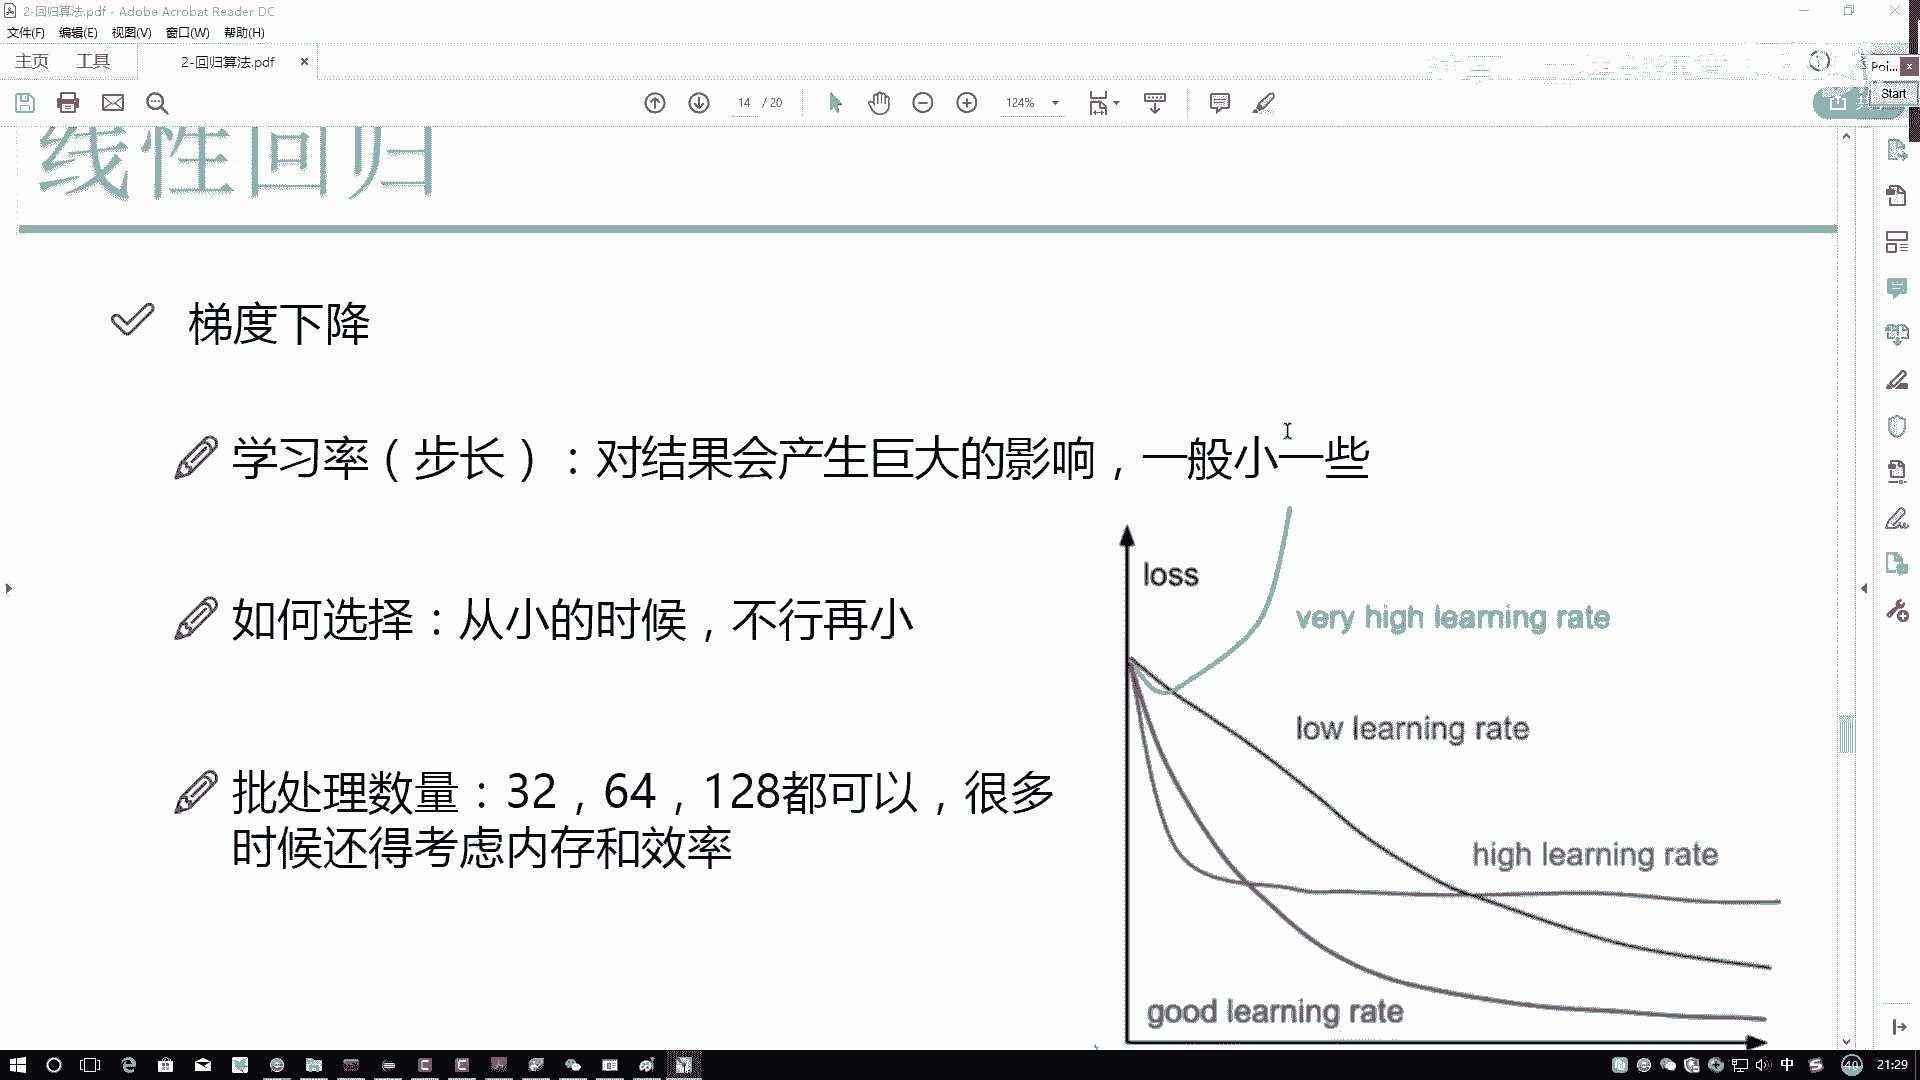 2-回归算法.pdf - Adobe Acrobat Reader DC
文件(F) 编辑(E) 视图(V) 窗口(W) 帮助(H)
主页 工具 2-回归算法.pdf ×
Poi... x
14 / 20
124%
Start
线性回归
梯度下降
学习率（步长）：对结果会产生巨大的影响，一般小一些
如何选择：从小的时候，不行再小
批处理数量：32，64，128都可以，很多
时候还得考虑内存和效率
loss
very high learning rate
low learning rate
high learning rate
good learning rate
中
40
21:29